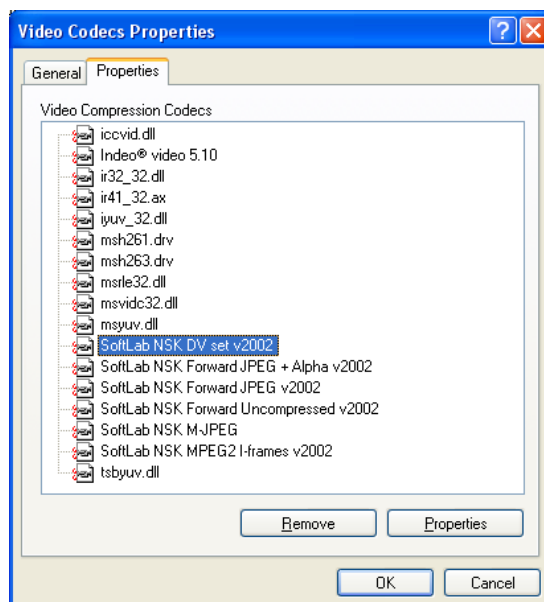 Video Codecs Properties
General Properties
Video Compression Codecs
iccvid.dll
Indeo® video 5.10
ir32_32.dll
ir41_32.ax
iyuv_32.dll
msh261.drv
msh263.drv
msrle32.dll
msvidc32.dll
msyuv.dll
SoftLab NSK DV set v2002
SoftLab NSK Forward JPEG + Alpha v2002
SoftLab NSK Forward JPEG v2002
SoftLab NSK Forward Uncompressed v2002
SoftLab NSK M-JPEG
SoftLab NSK MPEG2 I-frames v2002
tsbyuv.dll
Remove Properties
OK Cancel